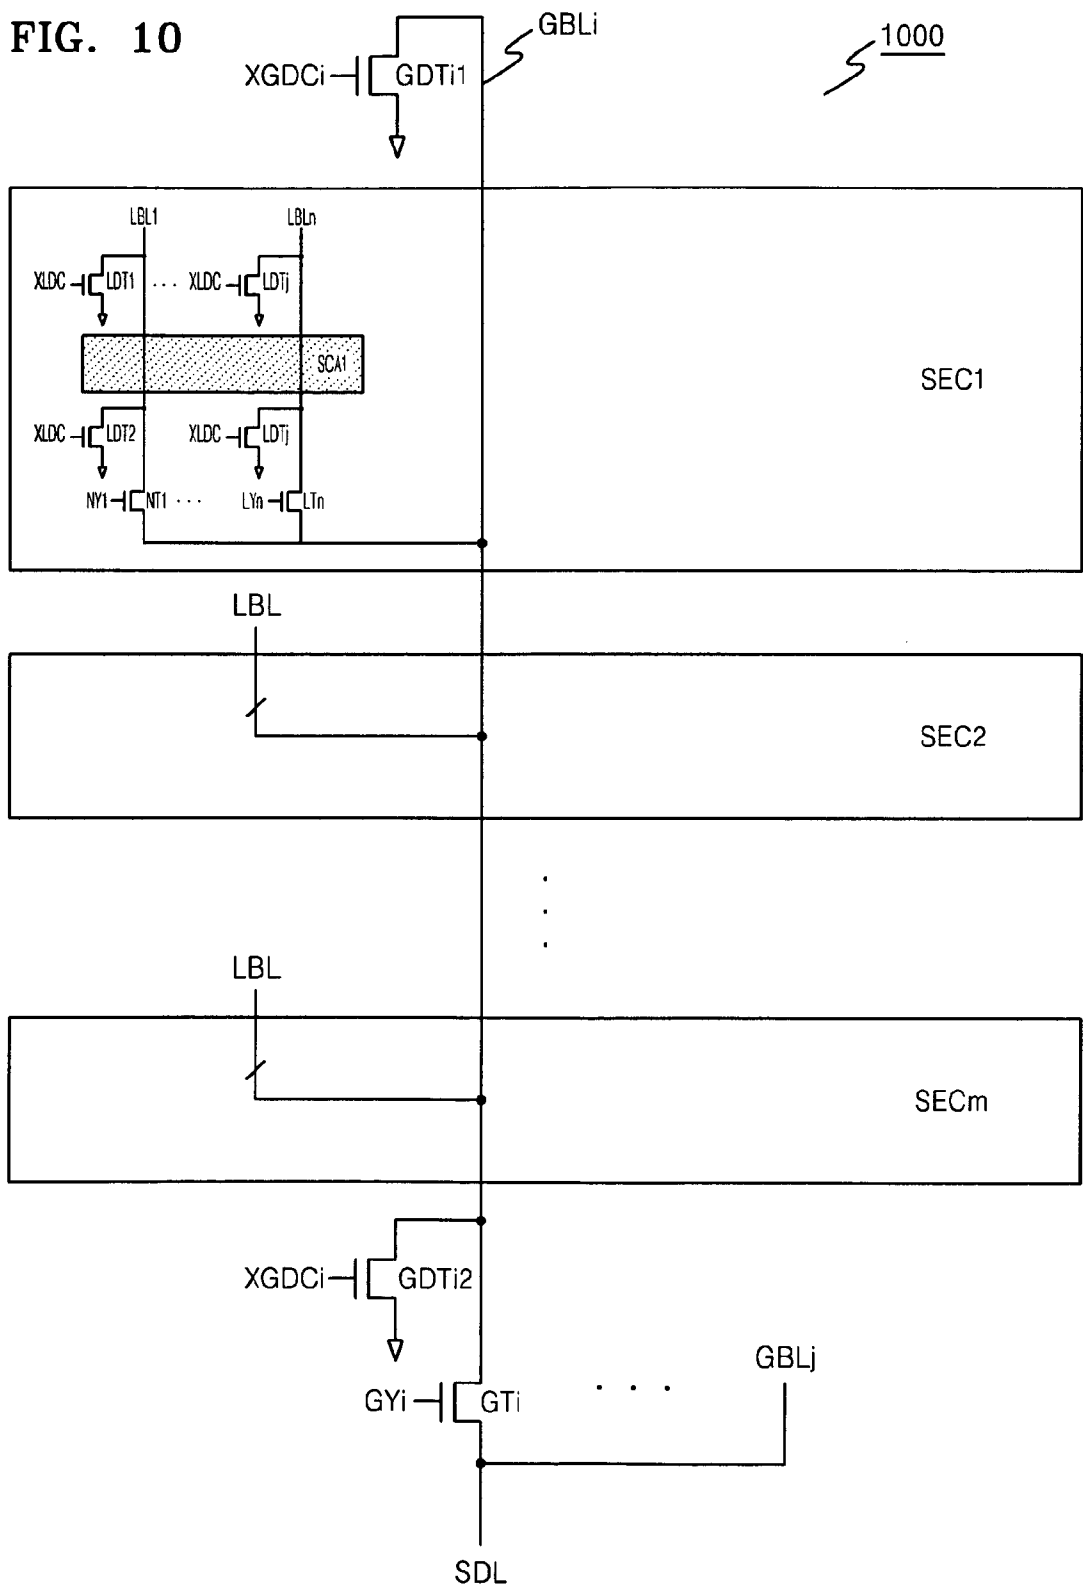 FIG. 10
GBLi
1000
XGDCi
GDTi1
LBL1
LBLn
XLDC
LDT1
. . .
XLDC
LDTj
SCA1
SEC1
XLDC
LDT2
XLDC
LDTj
NY1
NT1
. . .
LYn
LTn
LBL
SEC2
LBL
SECm
XGDCi
GDTi2
GBLj
GYi
GTi
. . .
SDL